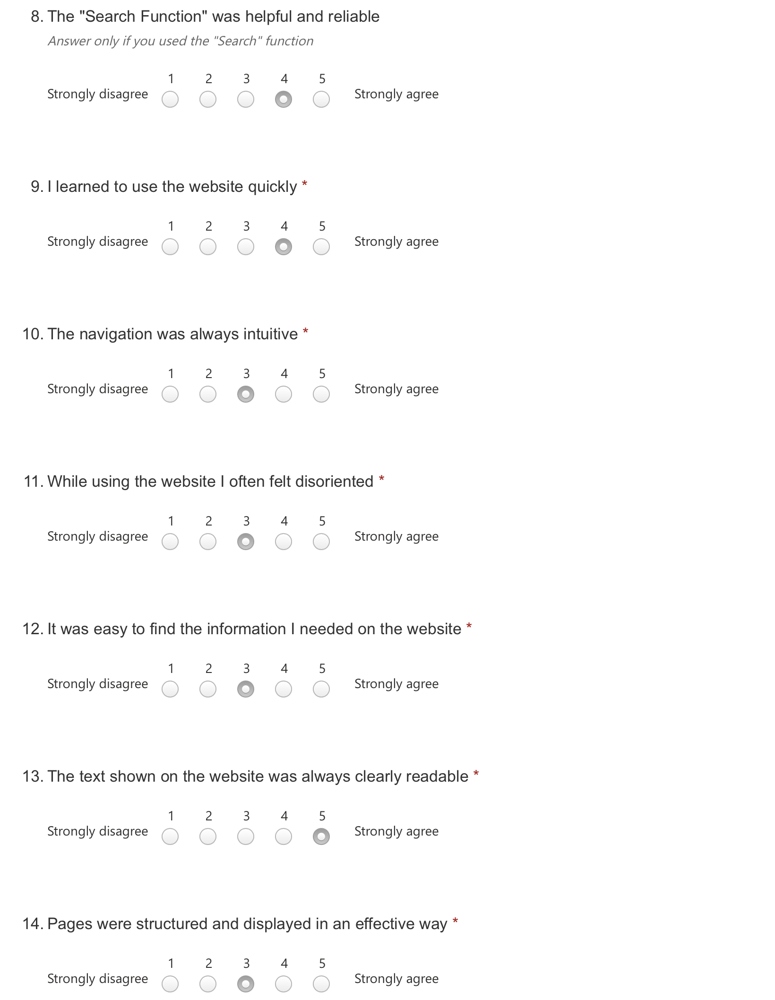 8. The "Search Function" was helpful and reliable
Answer only if you used the "Search" function
1 2 3 4 5
Strongly disagree Strongly agree
9. I learned to use the website quickly *
1 2 3 4 5
Strongly disagree Strongly agree
10. The navigation was always intuitive *
1 2 3 4 5
Strongly disagree Strongly agree
11. While using the website I often felt disoriented *
1 2 3 4 5
Strongly disagree Strongly agree
12. It was easy to find the information I needed on the website *
1 2 3 4 5
Strongly disagree Strongly agree
13. The text shown on the website was always clearly readable *
1 2 3 4 5
Strongly disagree Strongly agree
14. Pages were structured and displayed in an effective way *
1 2 3 4 5
Strongly disagree Strongly agree